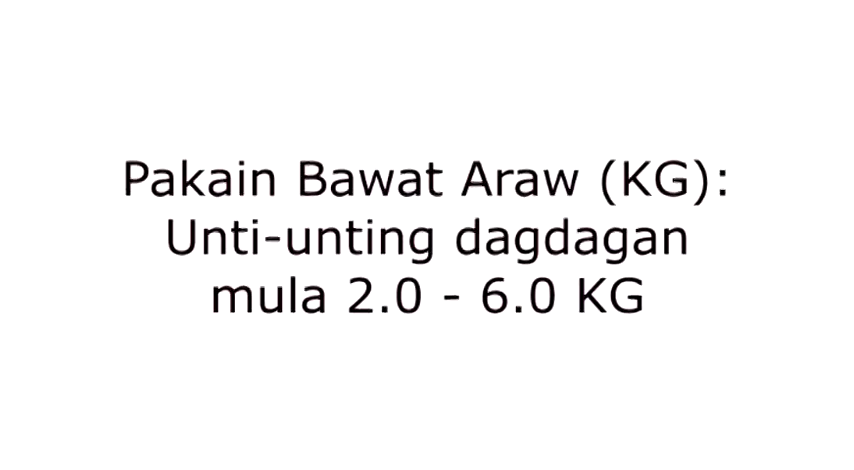 Pakain Bawat Araw (KG):
Unti-unting dagdagan
mula 2.0 - 6.0 KG